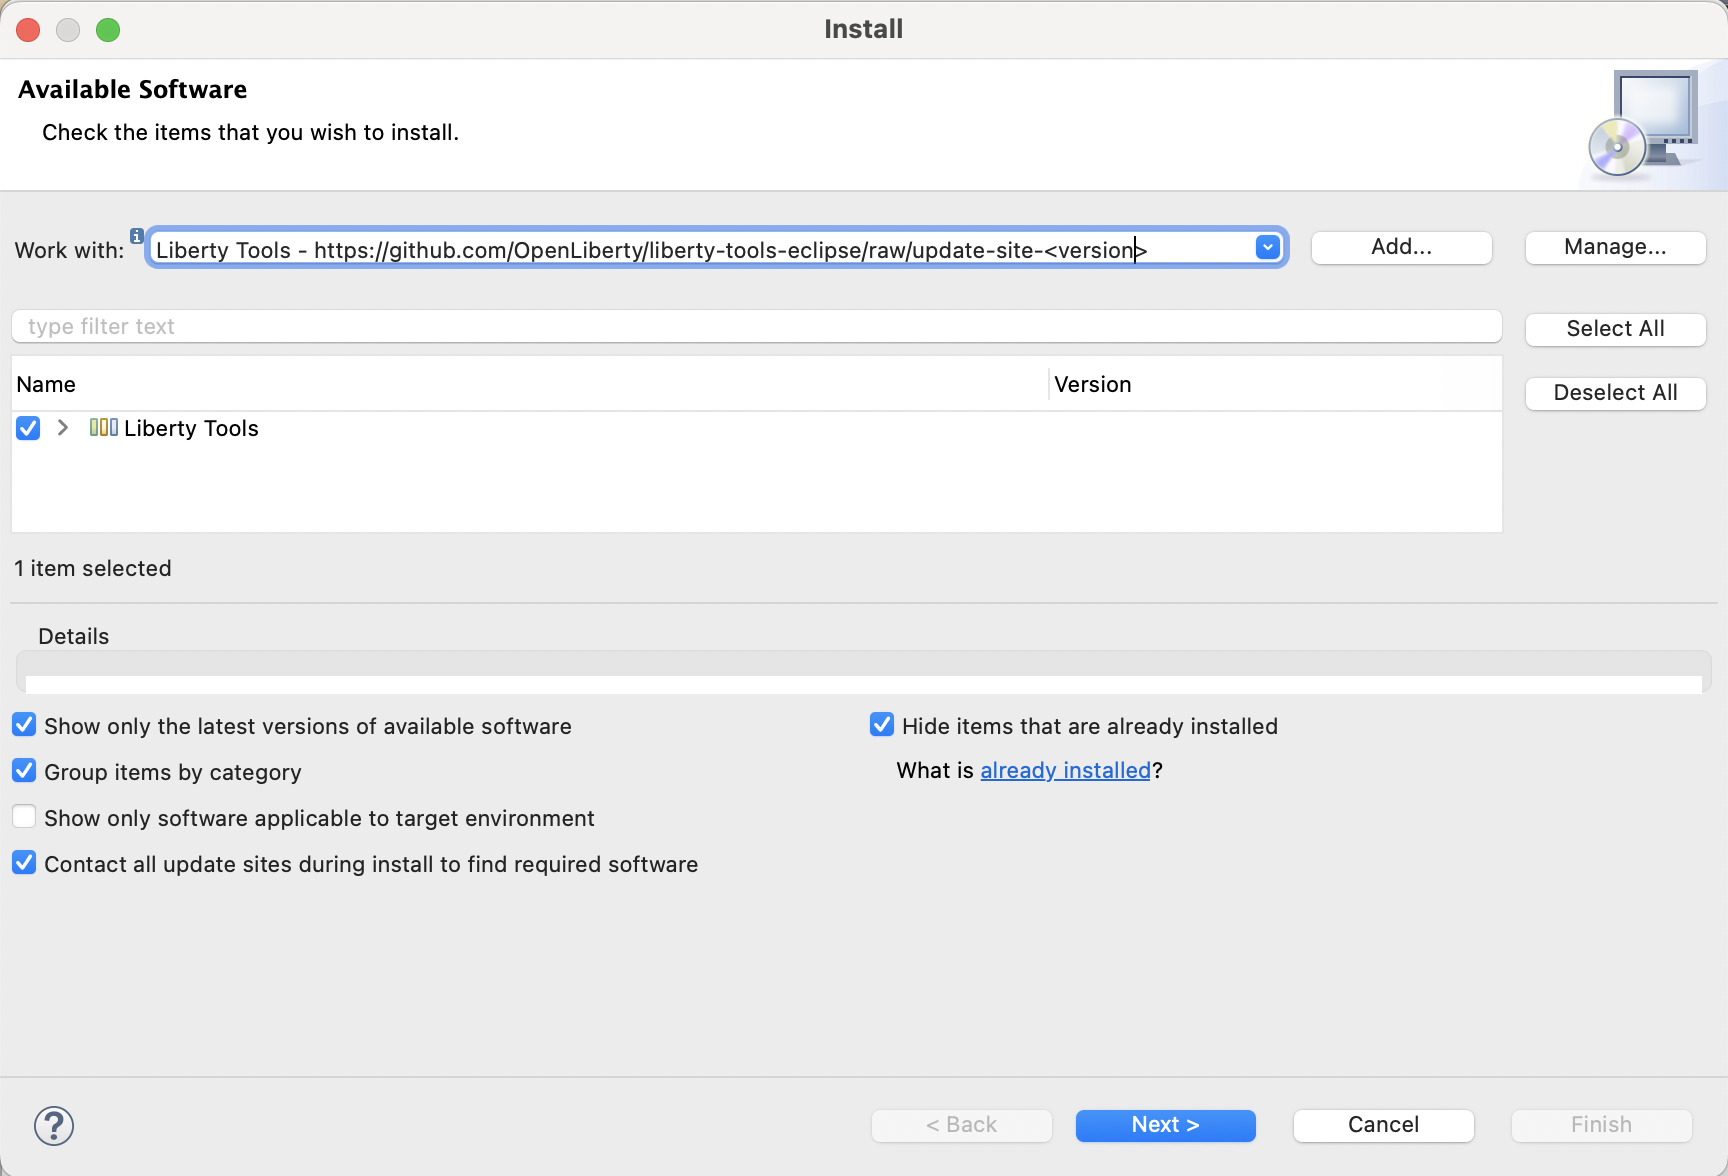 Install
Available Software
Check the items that you wish to install.
Work with: Liberty Tools - https://github.com/OpenLiberty/liberty-tools-eclipse/raw/update-site-<version> Add... Manage...
type filter text Select All
Name Version Deselect All
Liberty Tools
1 item selected
Details
Show only the latest versions of available software Hide items that are already installed
Group items by category What is already installed?
Show only software applicable to target environment
Contact all update sites during install to find required software
? < Back Next > Cancel Finish